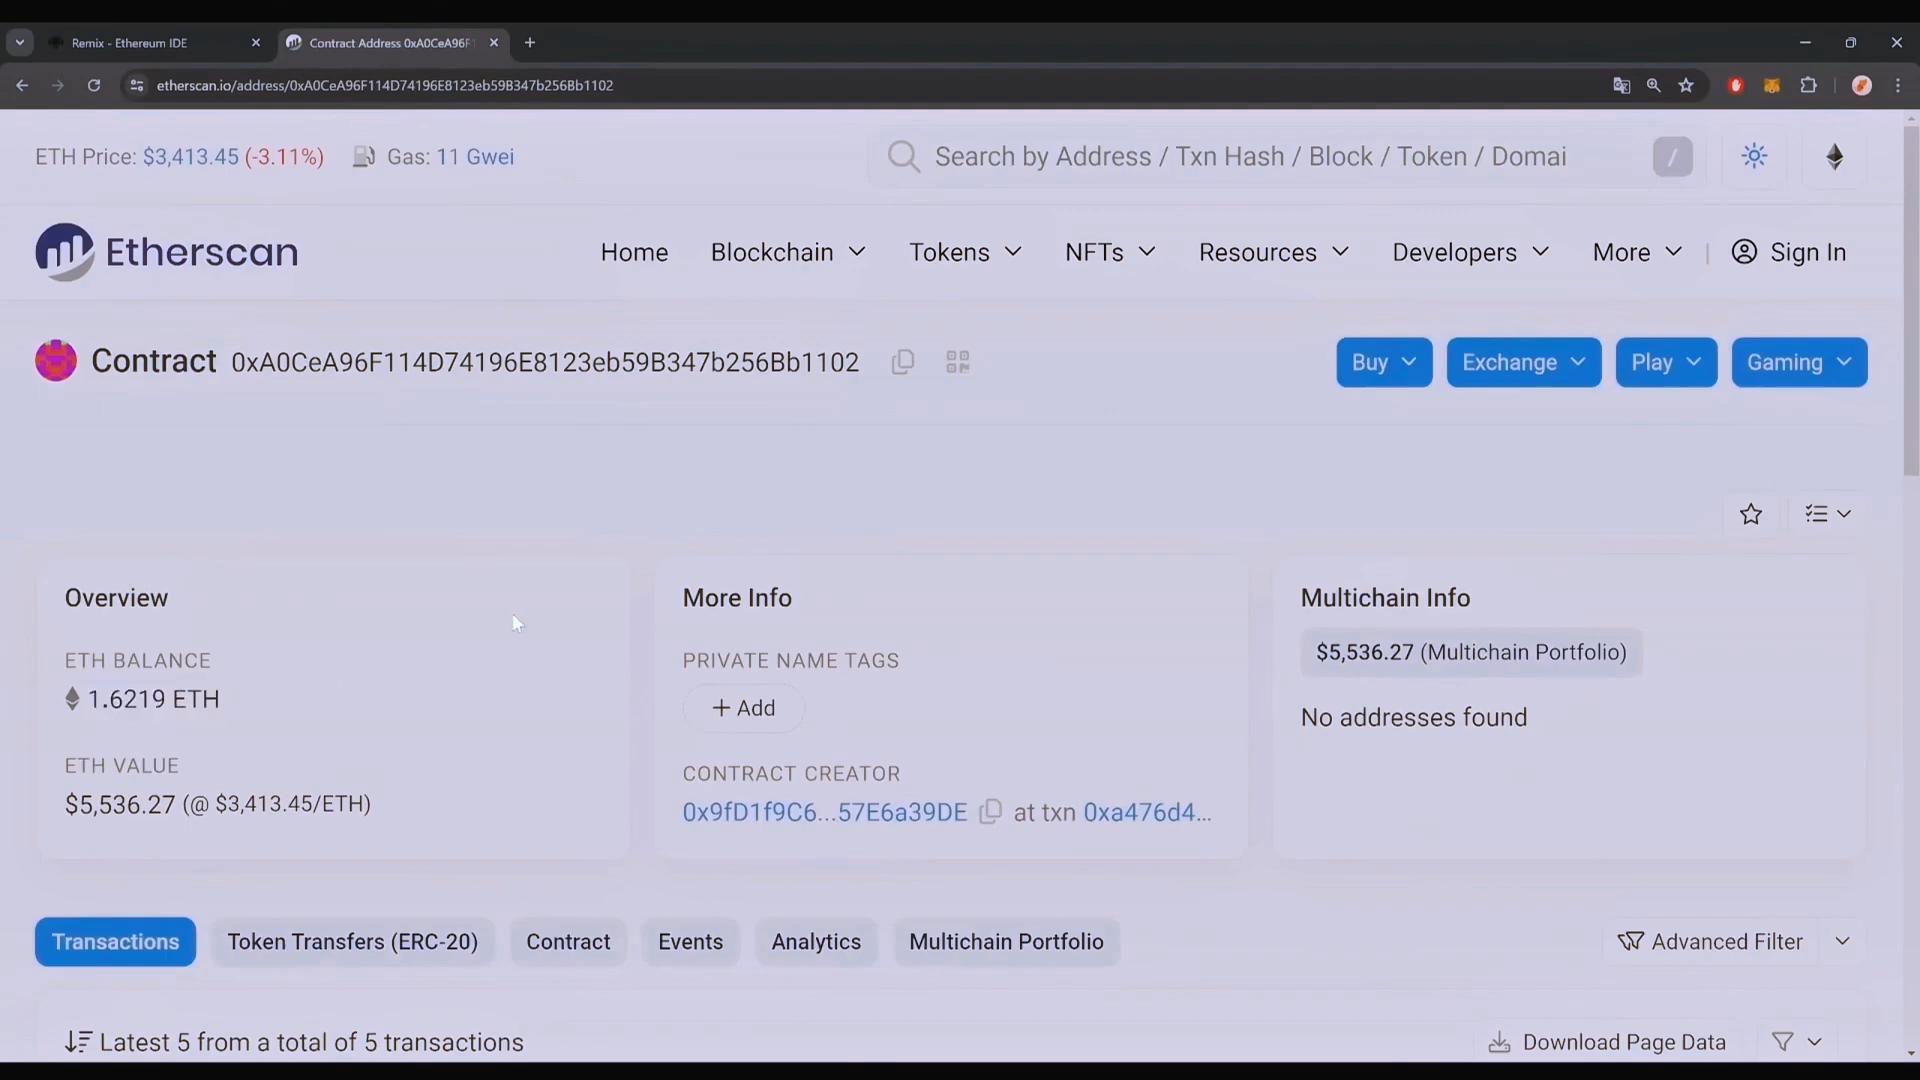 Remix - Ethereum IDE
Contract Address 0xA0CeA96F1
etherscan.io/address/0xA0CeA96F114D74196E8123eb59B347b256Bb1102
ETH Price: $3,413.45 (-3.11%) Gas: 11 Gwei
Search by Address / Txn Hash / Block / Token / Domai
/
Etherscan
Home Blockchain Tokens NFTs Resources Developers More | Sign In
Contract 0xA0CeA96F114D74196E8123eb59B347b256Bb1102
Buy Exchange Play Gaming
Overview
ETH BALANCE
1.6219 ETH
ETH VALUE
$5,536.27 (@ $3,413.45/ETH)
More Info
PRIVATE NAME TAGS
+ Add
CONTRACT CREATOR
0x9fD1f9C6...57E6a39DE at txn 0xa476d4...
Multichain Info
$5,536.27 (Multichain Portfolio)
No addresses found
Transactions Token Transfers (ERC-20) Contract Events Analytics Multichain Portfolio
Advanced Filter
Latest 5 from a total of 5 transactions
Download Page Data